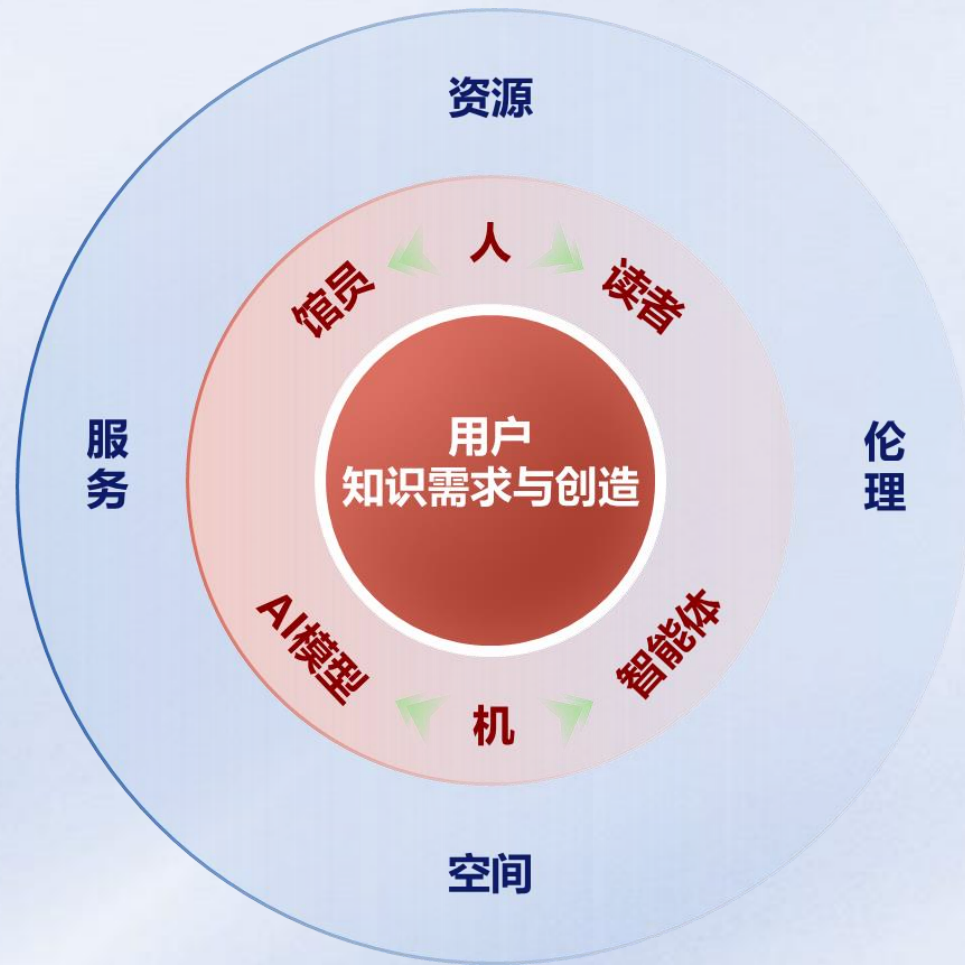 资源
人
馆员
读者
用户
知识需求与创造
服务
伦理
AI模型
智能体
机
空间